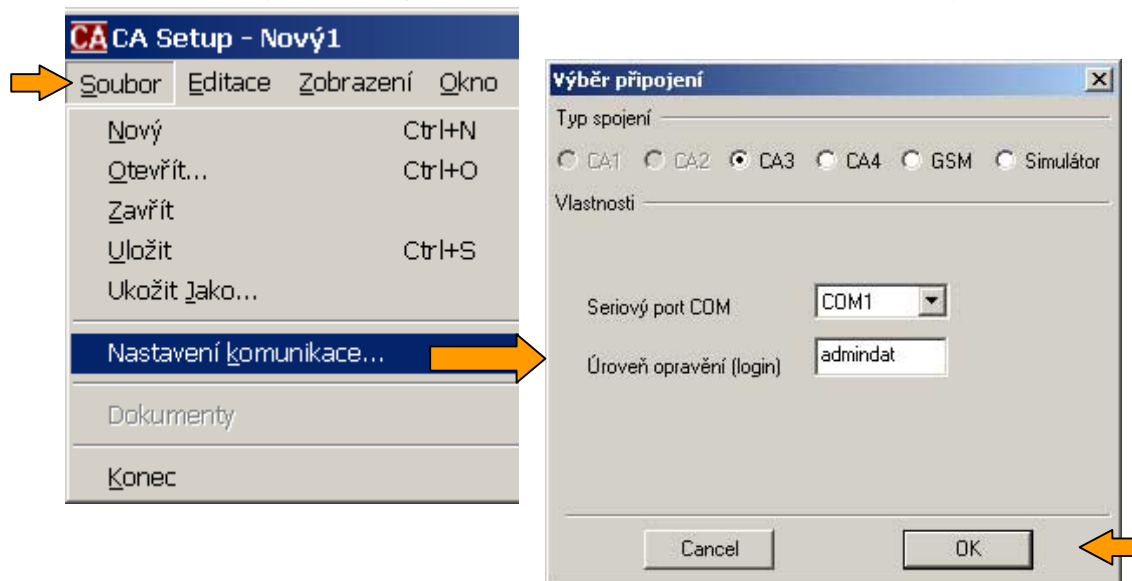 CA CA Setup - Nový1
Soubor Editace Zobrazení Okno
Nový Ctrl+N
Otevřít... Ctrl+O
Zavřít
Uložit Ctrl+S
Ukožit Jako...
Nastavení komunikace...
Dokumenty
Konec
Výběr připojení
Typ spojení
CA1 CA2 CA3 CA4 GSM Simulátor
Vlastnosti
Seriový port COM COM1
Úroveň opravění (login) admindat
Cancel OK